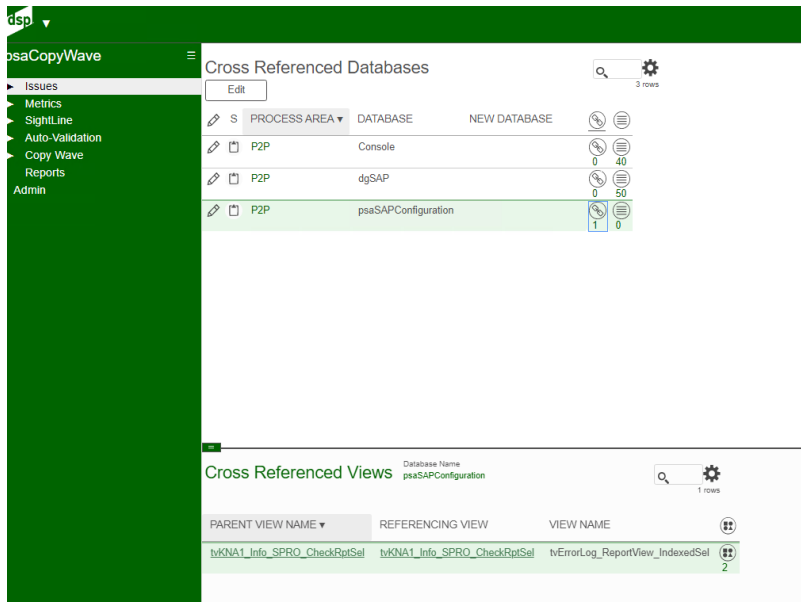 dsp
psaCopyWave
Issues
Metrics
SightLine
Auto-Validation
Copy Wave
Reports
Admin
Cross Referenced Databases
3 rows
Edit
S PROCESS AREA DATABASE NEW DATABASE
P2P Console 0 40
P2P dgSAP 0 50
P2P psaSAPConfiguration 1 0
Cross Referenced Views
Database Name
psaSAPConfiguration
1 rows
PARENT VIEW NAME REFERENCING VIEW VIEW NAME
tvKNA1_Info_SPRO_CheckRptSel tvKNA1_Info_SPRO_CheckRptSel tvErrorLog_ReportView_IndexedSel
2